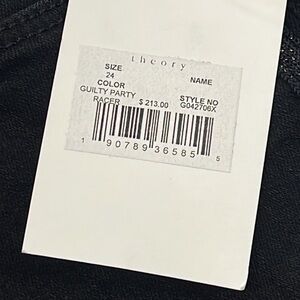 theory
SIZE
24 NAME
COLOR
GUILTY PARTY STYLE NO
RACER $ 213.00 G042706X
1 90789 36585 5